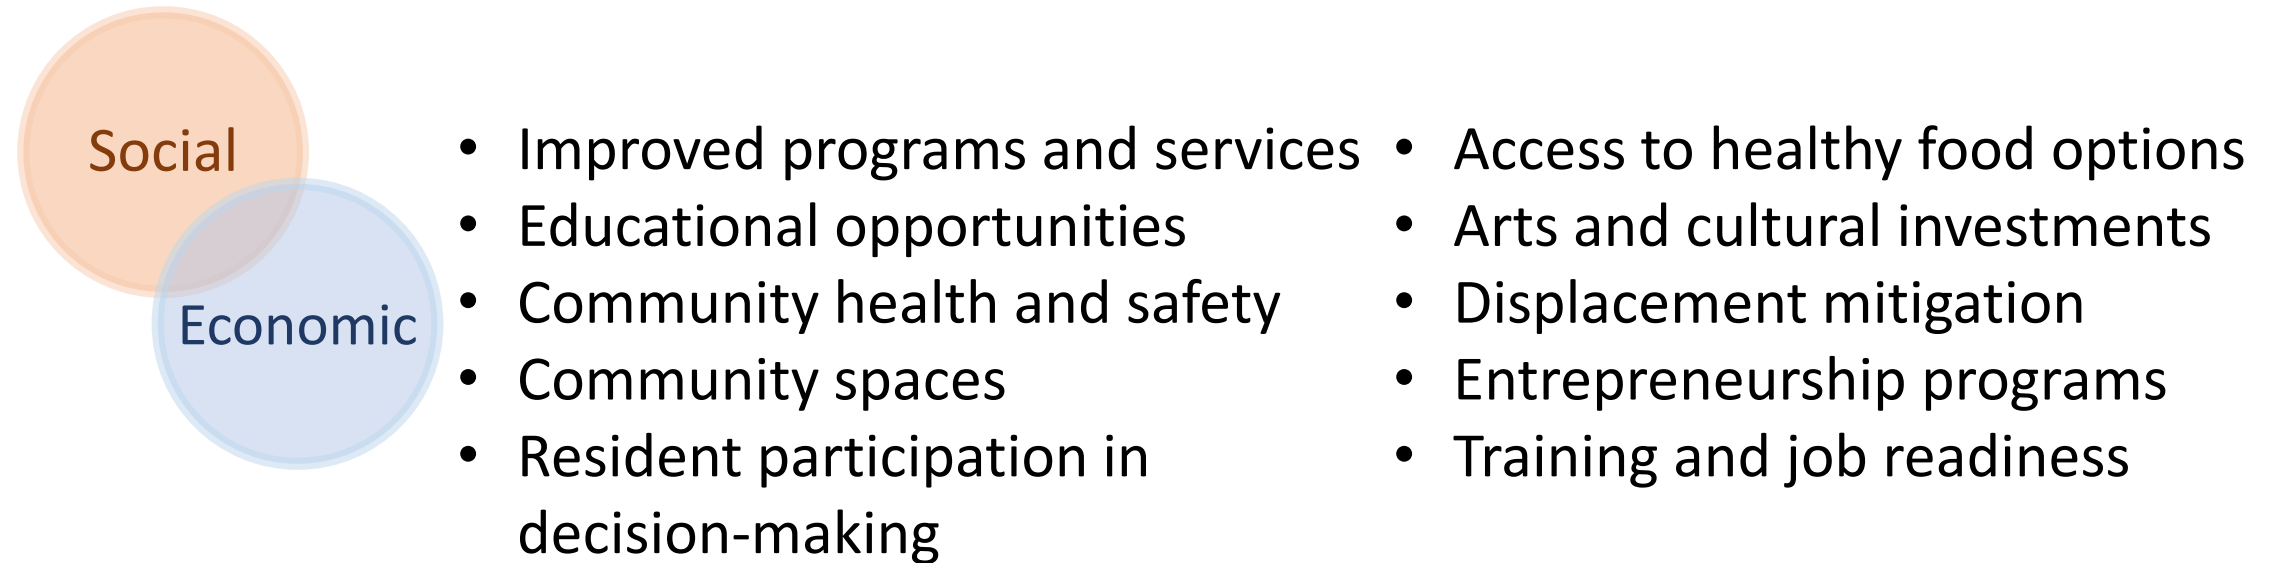 Social
Economic
• Improved programs and services
• Educational opportunities
• Community health and safety
• Community spaces
• Resident participation in
decision-making
• Access to healthy food options
• Arts and cultural investments
• Displacement mitigation
• Entrepreneurship programs
• Training and job readiness